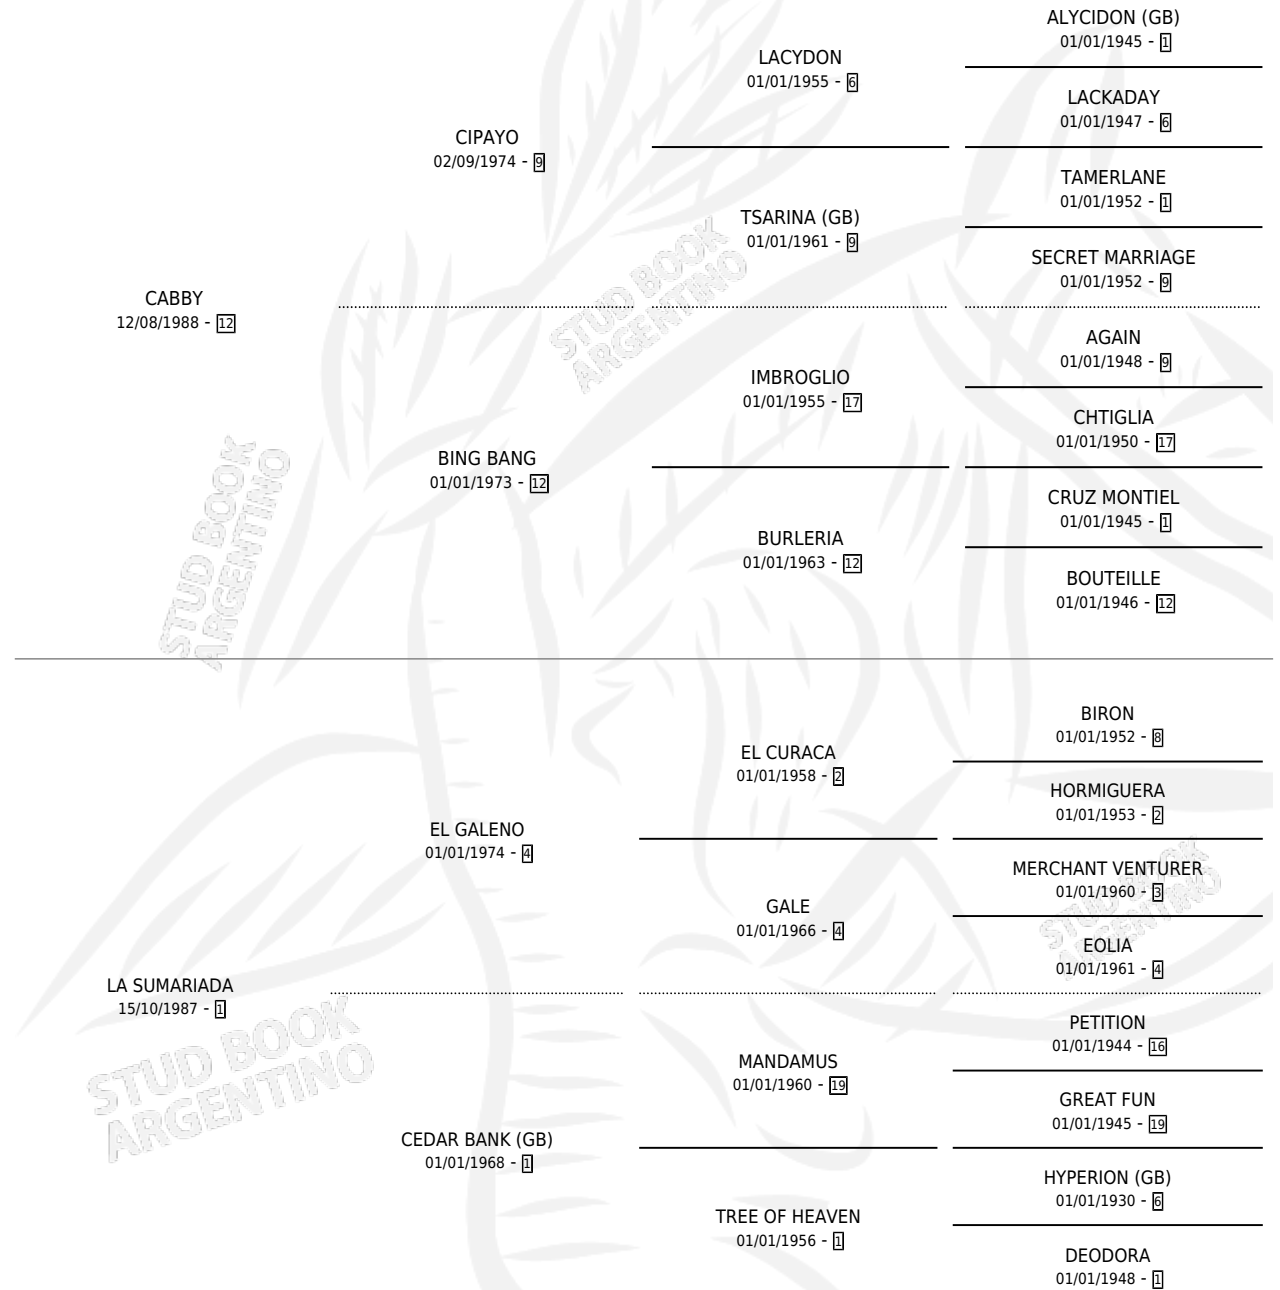 ALYCIDON (GB)
01/01/1945 - 1
LACYDON
01/01/1955 - 6
LACKADAY
01/01/1947 - 6
CIPAYO
02/09/1974 - 9
TAMERLANE
01/01/1952 - 1
TSARINA (GB)
01/01/1961 - 9
SECRET MARRIAGE
01/01/1952 - 9
CABBY
12/08/1988 - 12
AGAIN
01/01/1948 - 9
IMBROGLIO
01/01/1955 - 17
CHTIGLIA
01/01/1950 - 17
BING BANG
01/01/1973 - 12
CRUZ MONTIEL
01/01/1945 - 1
BURLERIA
01/01/1963 - 12
BOUTEILLE
01/01/1946 - 12
STUD BOOK
ARGENTINO
STUD BOOK
ARGENTINO
BIRON
01/01/1952 - 8
EL CURACA
01/01/1958 - 2
HORMIGUERA
01/01/1953 - 2
EL GALENO
01/01/1974 - 4
MERCHANT VENTURER
01/01/1960 - 3
GALE
01/01/1966 - 4
EOLIA
01/01/1961 - 4
STUD BOOK
ARGENTINO
LA SUMARIADA
15/10/1987 - 1
PETITION
01/01/1944 - 16
MANDAMUS
01/01/1960 - 19
GREAT FUN
01/01/1945 - 19
STUD BOOK
ARGENTINO
CEDAR BANK (GB)
01/01/1968 - 1
HYPERION (GB)
01/01/1930 - 6
TREE OF HEAVEN
01/01/1956 - 1
DEODORA
01/01/1948 - 1